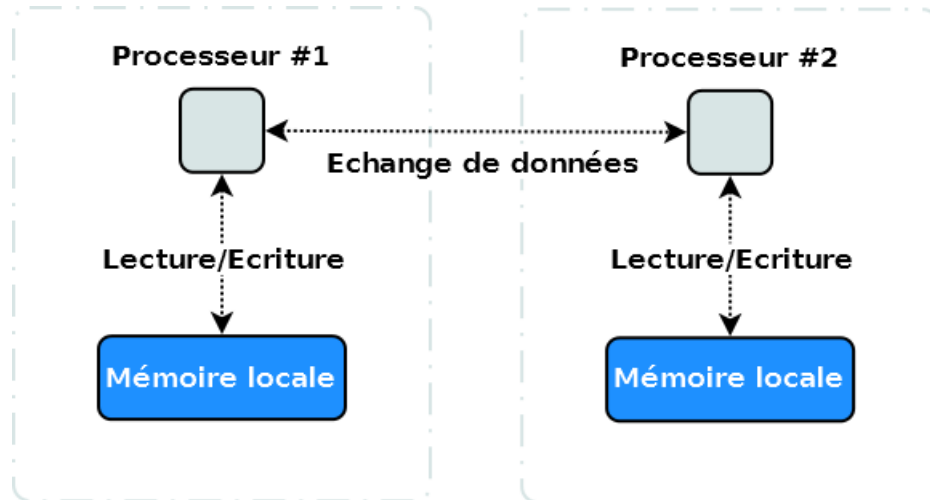 Processeur #1
Processeur #2
Echange de données
Lecture/Ecriture
Lecture/Ecriture
Mémoire locale
Mémoire locale